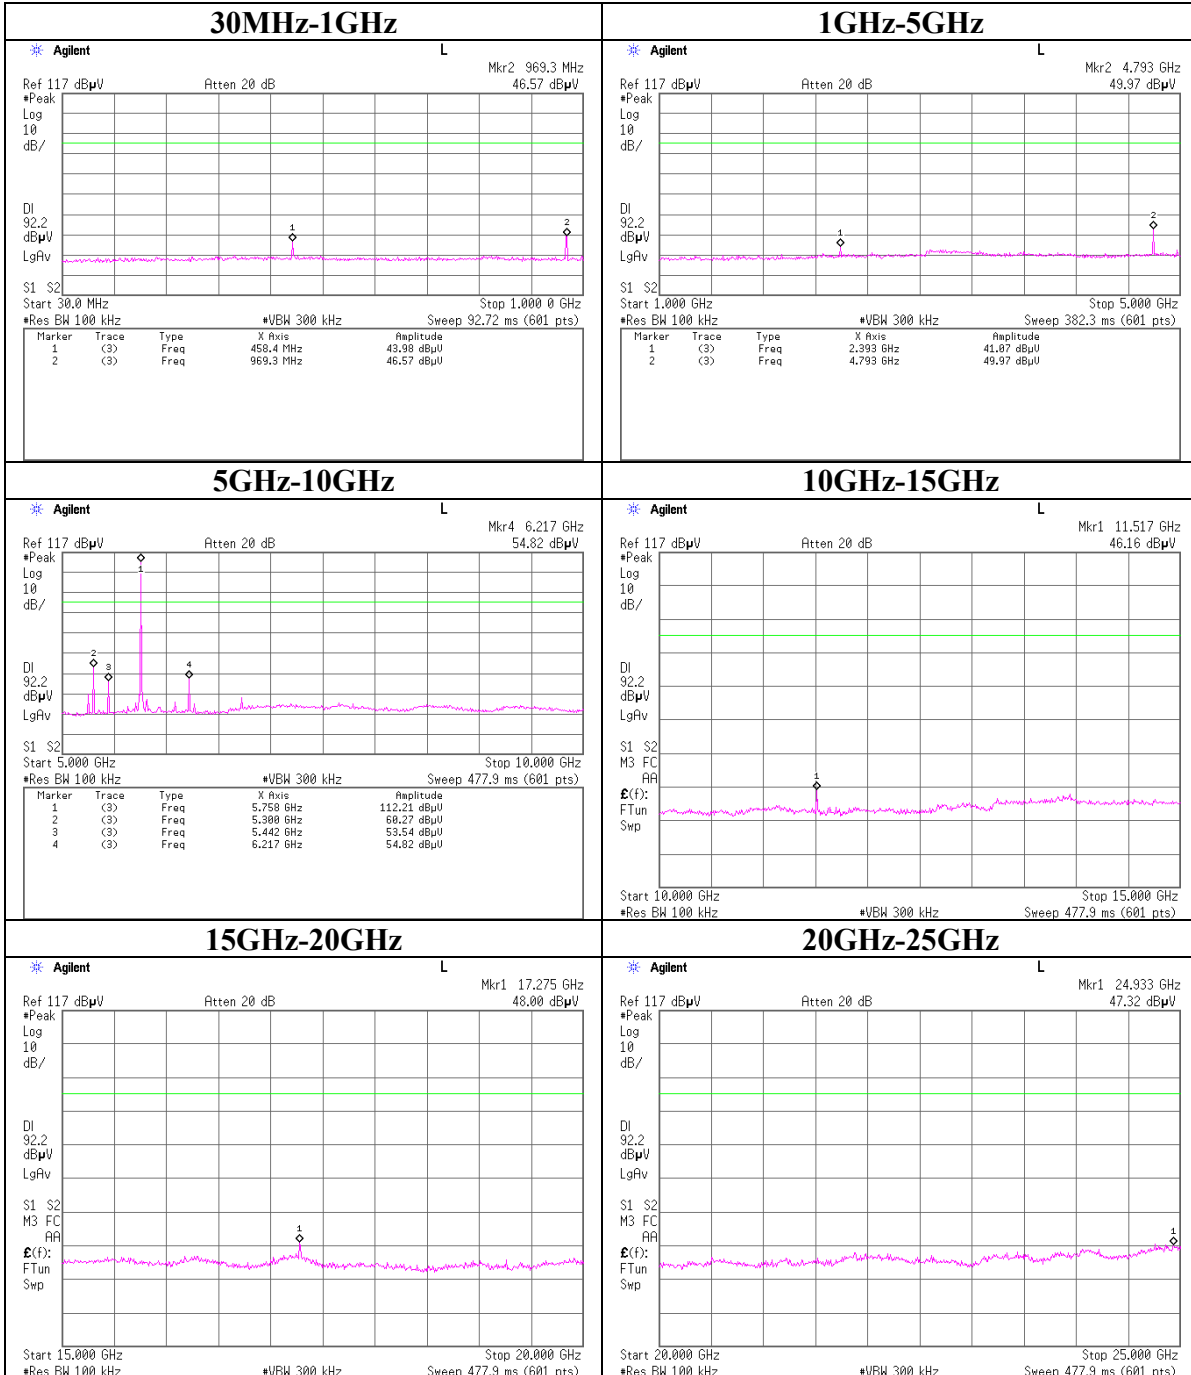 30MHz-1GHz
Agilent L
Mkr2 969.3 MHz
Ref 117 dBµV Atten 20 dB 46.57 dBµV
#Peak
Log
10
dB/
2
1
DI
92.2
dBµV
LgAv
S1 S2
Start 30.0 MHz Stop 1.000 0 GHz
#Res BW 100 kHz #VBW 300 kHz Sweep 92.72 ms (601 pts)
Marker Trace Type X Axis Amplitude
1 (3) Freq 458.4 MHz 43.98 dBµV
2 (3) Freq 969.3 MHz 46.57 dBµV
1GHz-5GHz
Agilent L
Mkr2 4.793 GHz
Ref 117 dBµV Atten 20 dB 49.97 dBµV
#Peak
Log
10
dB/
2
1
DI
92.2
dBµV
LgAv
S1 S2
Start 1.000 GHz Stop 5.000 GHz
#Res BW 100 kHz #VBW 300 kHz Sweep 382.3 ms (601 pts)
Marker Trace Type X Axis Amplitude
1 (3) Freq 2.393 GHz 41.07 dBµV
2 (3) Freq 4.793 GHz 49.97 dBµV
5GHz-10GHz
Agilent L
Mkr4 6.217 GHz
Ref 117 dBµV Atten 20 dB 54.82 dBµV
#Peak
Log
10
dB/
1
2
3
4
DI
92.2
dBµV
LgAv
S1 S2
Start 5.000 GHz Stop 10.000 GHz
#Res BW 100 kHz #VBW 300 kHz Sweep 477.9 ms (601 pts)
Marker Trace Type X Axis Amplitude
1 (3) Freq 5.758 GHz 112.21 dBµV
2 (3) Freq 5.300 GHz 60.27 dBµV
3 (3) Freq 5.442 GHz 53.54 dBµV
4 (3) Freq 6.217 GHz 54.82 dBµV
10GHz-15GHz
Agilent L
Mkr1 11.517 GHz
Ref 117 dBµV Atten 20 dB 46.16 dBµV
#Peak
Log
10
dB/
DI
92.2
dBµV
LgAv
S1 S2
M3 FC
AA
£(f):
FTun
Swp
1
Start 10.000 GHz Stop 15.000 GHz
#Res BW 100 kHz #VBW 300 kHz Sweep 477.9 ms (601 pts)
15GHz-20GHz
Agilent L
Mkr1 17.275 GHz
Ref 117 dBµV Atten 20 dB 48.00 dBµV
#Peak
Log
10
dB/
DI
92.2
dBµV
LgAv
S1 S2
M3 FC
AA
£(f):
FTun
Swp
1
Start 15.000 GHz Stop 20.000 GHz
#Res BW 100 kHz #VBW 300 kHz Sweep 477.9 ms (601 pts)
20GHz-25GHz
Agilent L
Mkr1 24.933 GHz
Ref 117 dBµV Atten 20 dB 47.32 dBµV
#Peak
Log
10
dB/
DI
92.2
dBµV
LgAv
S1 S2
M3 FC
AA
£(f):
FTun
Swp
1
Start 20.000 GHz Stop 25.000 GHz
#Res BW 100 kHz #VBW 300 kHz Sweep 477.9 ms (601 pts)